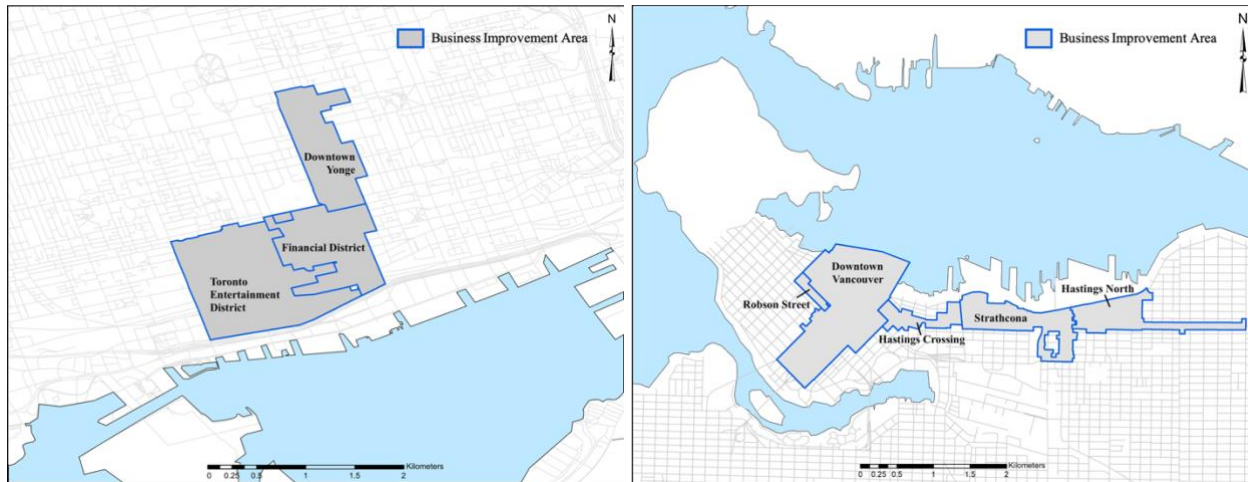 N
Business Improvement Area
Downtown
Yonge
Financial District
Toronto
Entertainment
District
Kilometers
0 0.25 0.5 1 1.5 2
N
Business Improvement Area
Downtown
Vancouver
Robson Street
Hastings North
Strathcona
Hastings Crossing
Kilometers
0 0.25 0.5 1 1.5 2